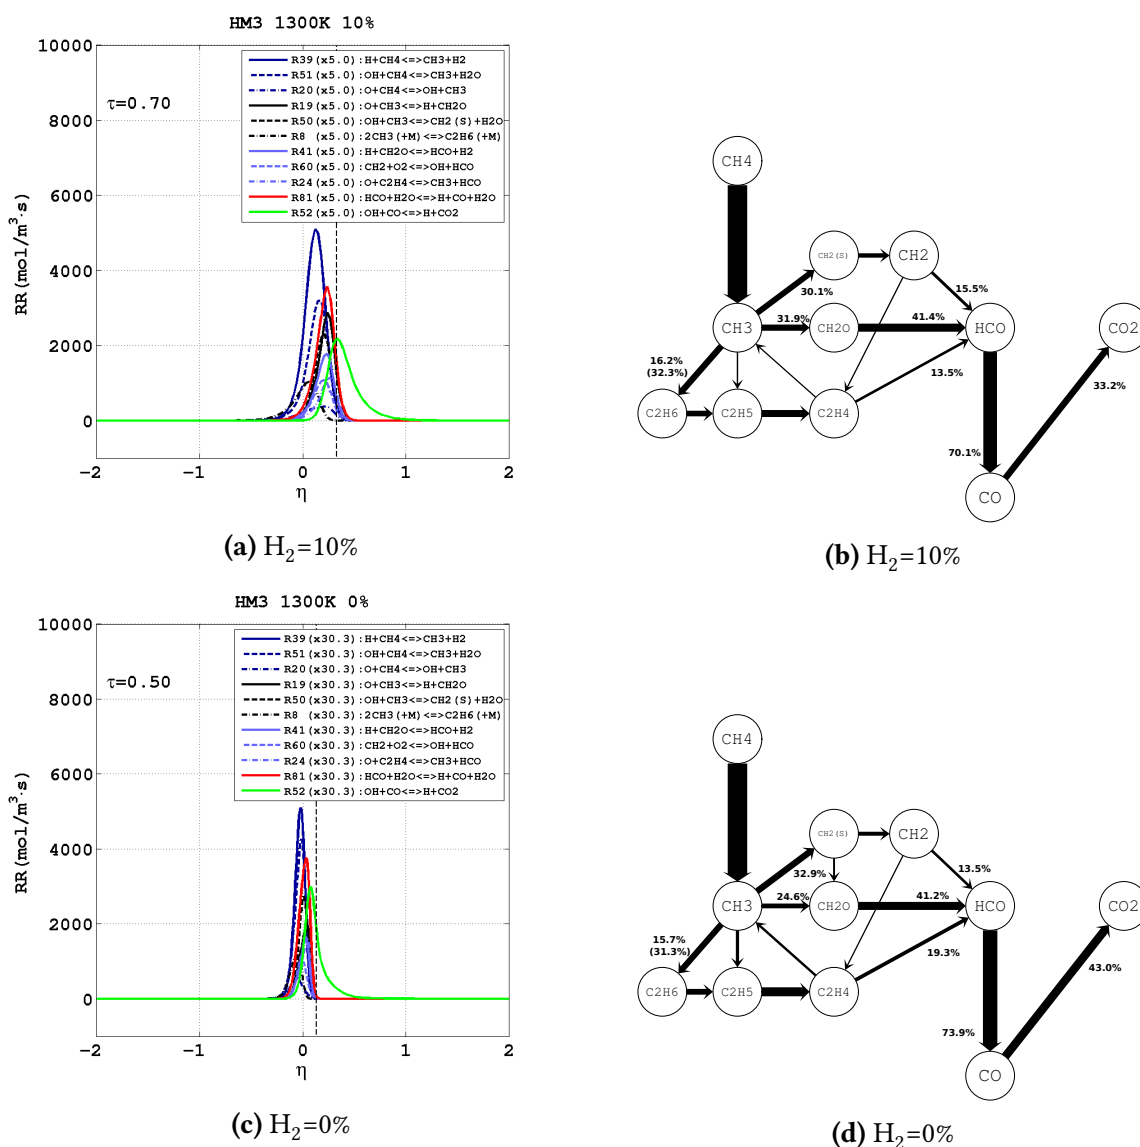 HM3 1300K 10%
10000
8000
6000
4000
2000
0
RR(mol/m³·s)
τ=0.70
R39(x5.0):H+CH4<=>CH3+H2
R51(x5.0):OH+CH4<=>CH3+H2O
R20(x5.0):O+CH4<=>OH+CH3
R19(x5.0):O+CH3<=>H+CH2O
R50(x5.0):OH+CH3<=>CH2(S)+H2O
R8 (x5.0):2CH3(+M)<=>C2H6(+M)
R41(x5.0):H+CH2O<=>HCO+H2
R60(x5.0):CH2+O2<=>OH+HCO
R24(x5.0):O+C2H4<=>CH3+HCO
R81(x5.0):HCO+H2O<=>H+CO+H2O
R52(x5.0):OH+CO<=>H+CO2
−2 −1 0 1 2
η
(a) H₂=10%
CH4
CH2(S) CH2
30.1% 15.5%
CH3 31.9% CH2O 41.4% HCO CO2
16.2%
(32.3%)
13.5% 33.2%
C2H6 C2H5 C2H4
70.1%
CO
(b) H₂=10%
HM3 1300K 0%
10000
8000
6000
4000
2000
0
RR(mol/m³·s)
τ=0.50
R39(x30.3):H+CH4<=>CH3+H2
R51(x30.3):OH+CH4<=>CH3+H2O
R20(x30.3):O+CH4<=>OH+CH3
R19(x30.3):O+CH3<=>H+CH2O
R50(x30.3):OH+CH3<=>CH2(S)+H2O
R8 (x30.3):2CH3(+M)<=>C2H6(+M)
R41(x30.3):H+CH2O<=>HCO+H2
R60(x30.3):CH2+O2<=>OH+HCO
R24(x30.3):O+C2H4<=>CH3+HCO
R81(x30.3):HCO+H2O<=>H+CO+H2O
R52(x30.3):OH+CO<=>H+CO2
−2 −1 0 1 2
η
(c) H₂=0%
CH4
CH2(S) CH2
32.9% 13.5%
CH3 24.6% CH2O 41.2% HCO CO2
15.7%
(31.3%)
19.3% 43.0%
C2H6 C2H5 C2H4
73.9%
CO
(d) H₂=0%